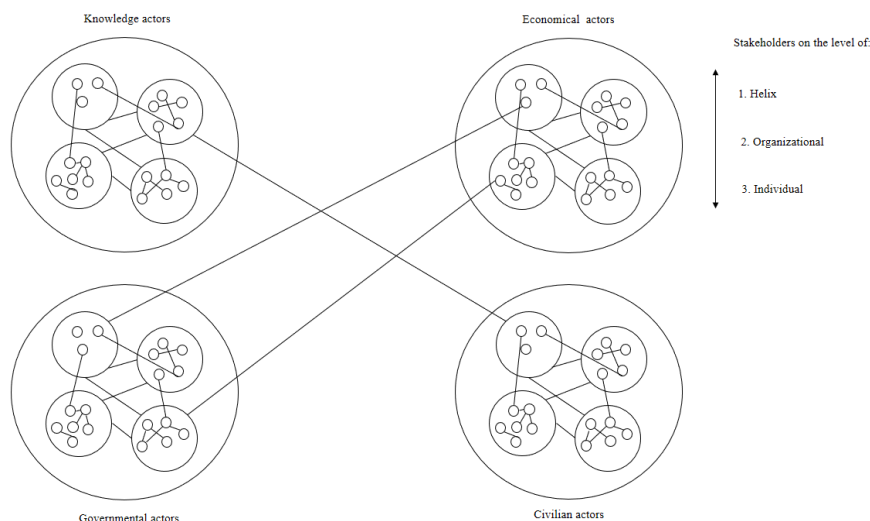 Knowledge actors
Economical actors
Stakeholders on the level of:
1. Helix
2. Organizational
3. Individual
Governmental actors
Civilian actors